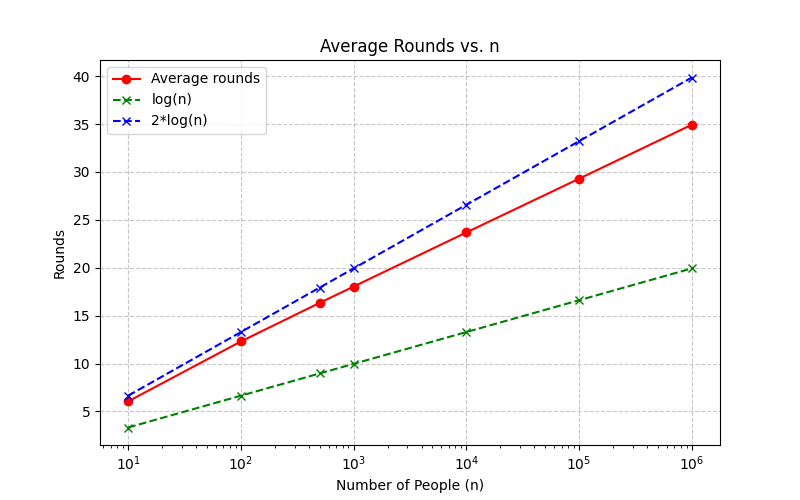 Average Rounds vs. n
Average rounds
log(n)
2*log(n)
40
35
30
25
20
15
10
5
Rounds
10¹ 10² 10³ 10⁴ 10⁵ 10⁶
Number of People (n)